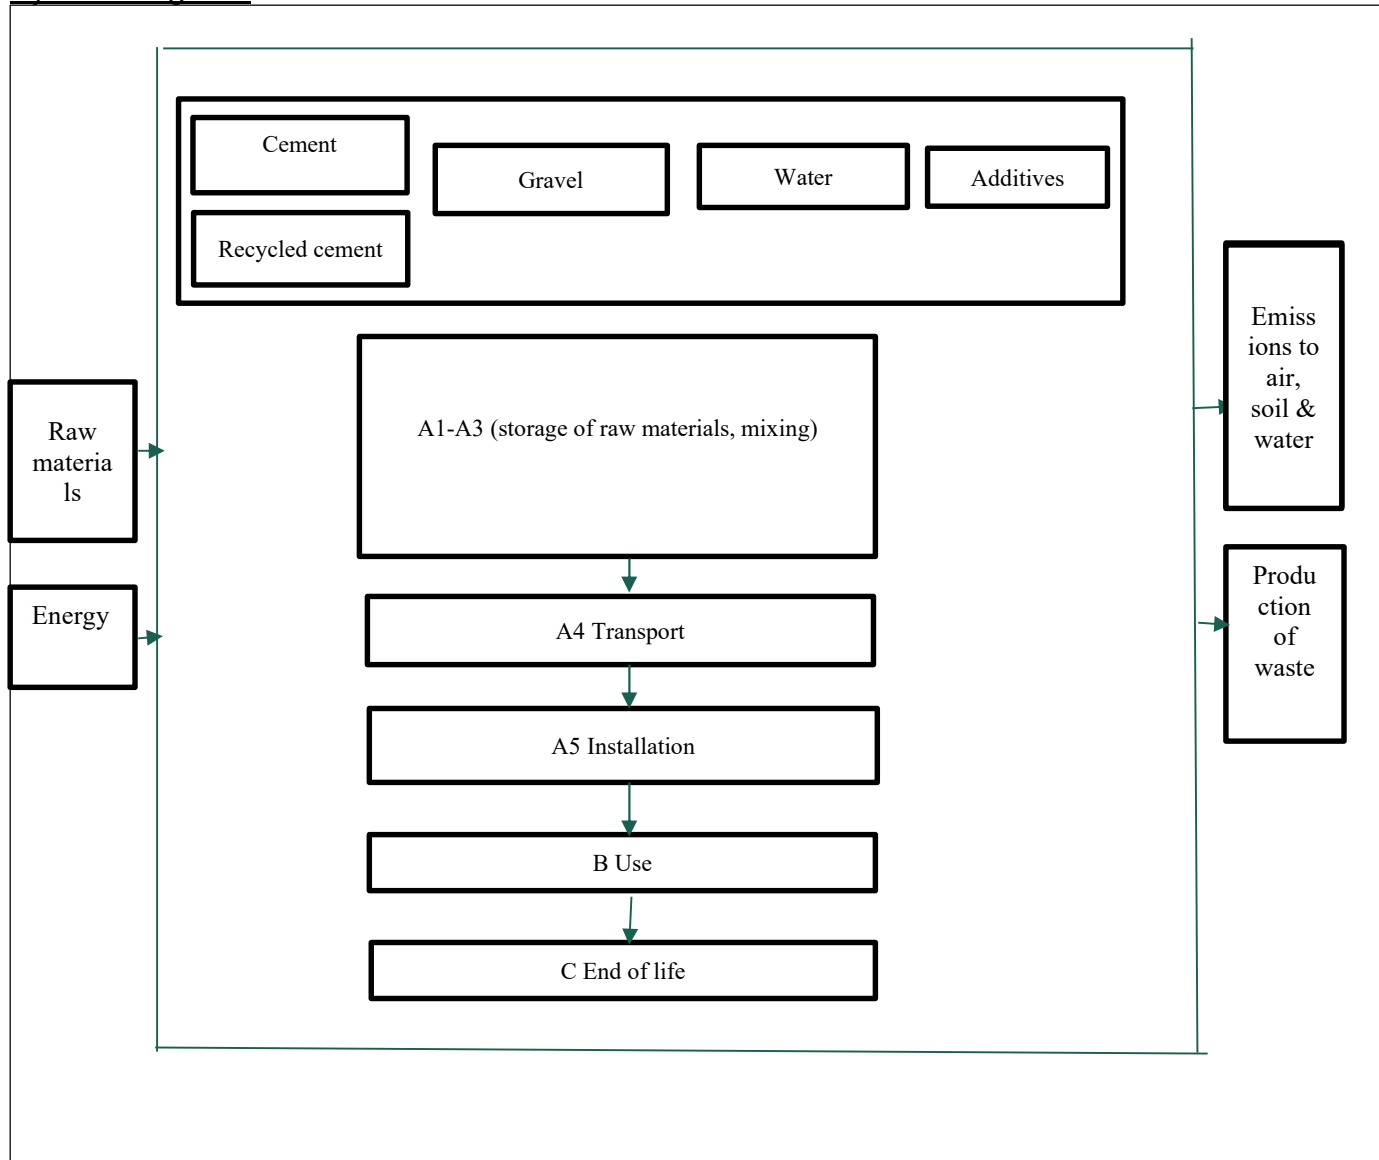 Cement
Gravel
Water
Additives
Recycled cement
Raw
materia
ls
Energy
A1-A3 (storage of raw materials, mixing)
A4 Transport
A5 Installation
B Use
C End of life
Emiss
ions to
air,
soil &
water
Produ
ction
of
waste